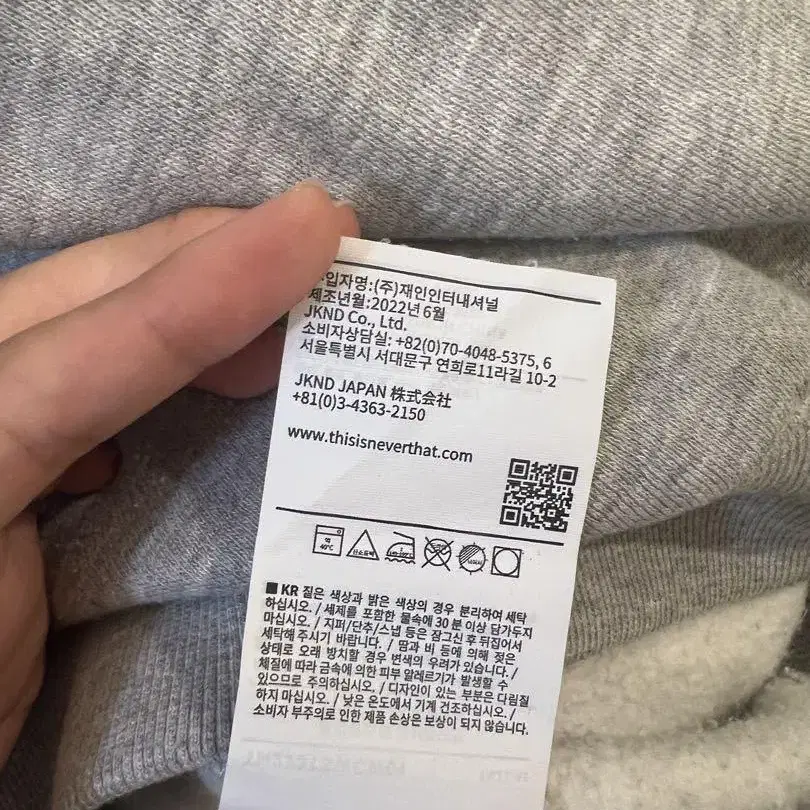 입자명:(주)재인인터내셔널
제조년월:2022년 6월
JKND Co., Ltd.
소비자상담실: +82(0)70-4048-5375, 6
서울특별시 서대문구 연희로11라길 10-2
JKND JAPAN 株式会社
+81(0)3-4363-2150
www.thisisneverthat.com
■ KR 짙은 색상과 밝은 색상의 경우 분리하여 세탁
하십시오. / 세제를 포함한 물속에 30분 이상 담가두지
마십시오. / 지퍼/단추/스냅 등은 잠그신 후 뒤집어서
세탁해 주시기 바랍니다. / 땀과 비 등에 의해 젖은
상태로 오래 방치할 경우 변색의 우려가 있습니다. /
체질에 따라 금속에 의한 피부 알레르기가 발생할 수
있으므로 주의하십시오. / 디자인이 있는 부분은 다림질
하지 마십시오. / 낮은 온도에서 기계 건조하십시오. /
소비자 부주의로 인한 제품 손상은 보상이 되지 않습니다.